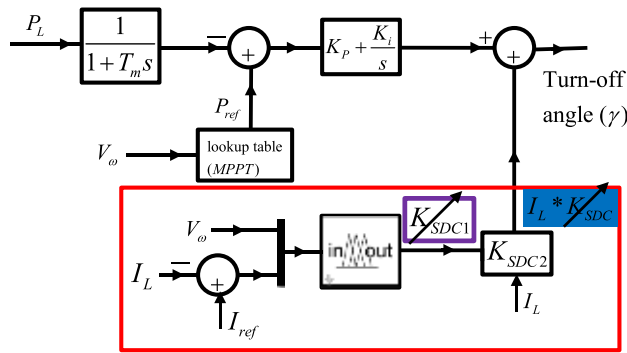 P_L
1
1+T_m s
−
+
K_P + K_i
s
+
+
Turn-off
angle (γ)
P_ref
V_ω
lookup table
(MPPT)
V_ω
I_L
−
+
I_ref
in out
K_SDC1
I_L * K_SDC
K_SDC2
I_L